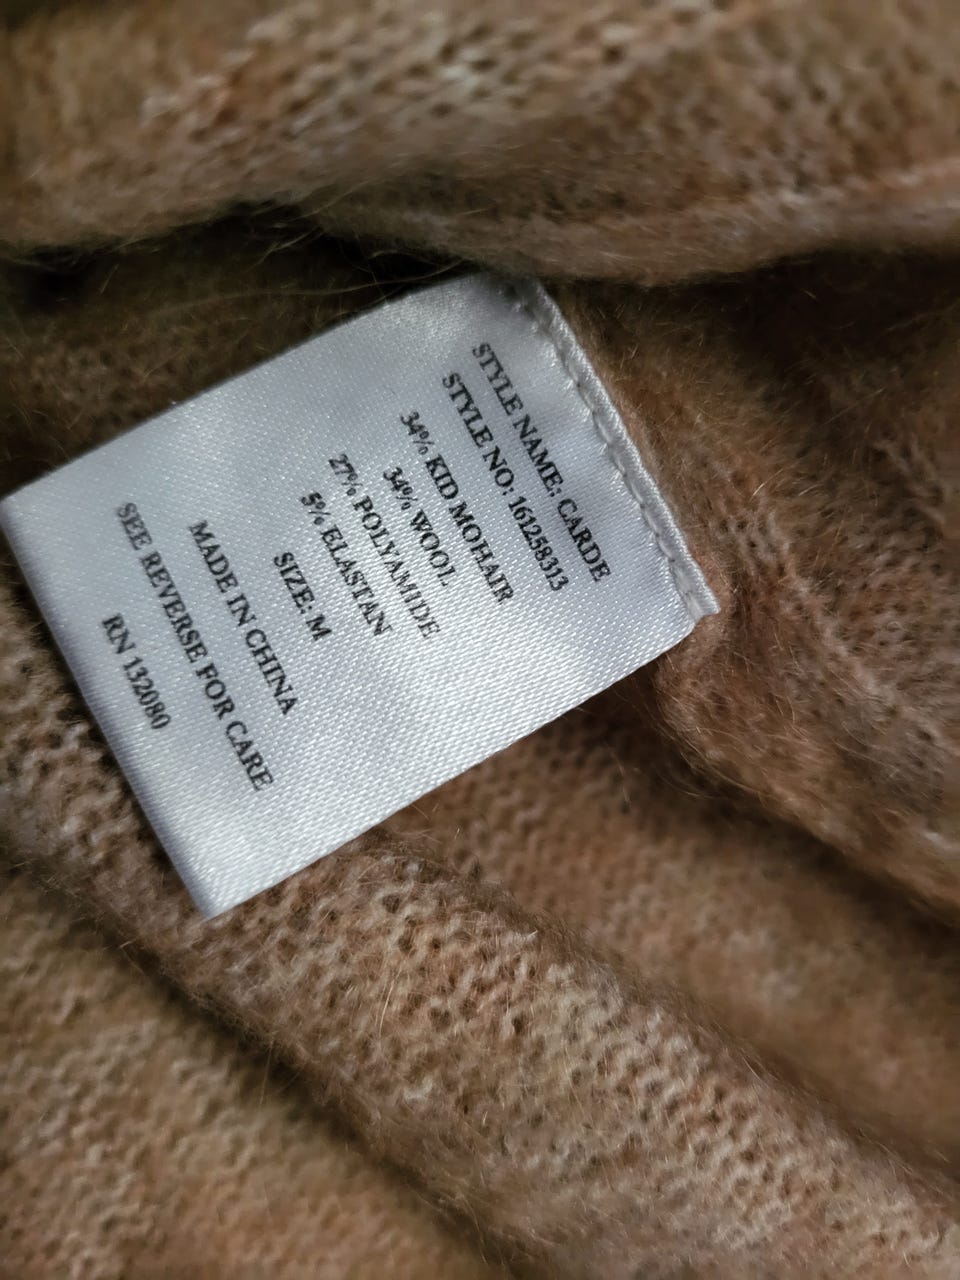 STYLE NAME: CARDE
STYLE NO: 161258313
34% KID MOHAIR
34% WOOL
27% POLYAMIDE
5% ELASTAN
SIZE: M
MADE IN CHINA
SEE REVERSE FOR CARE
RN 132080